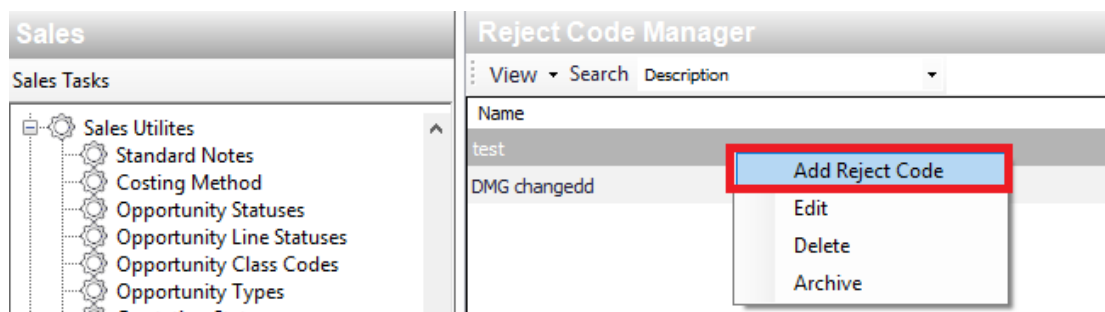 Sales
Sales Tasks
Sales Utilites
Standard Notes
Costing Method
Opportunity Statuses
Opportunity Line Statuses
Opportunity Class Codes
Opportunity Types
Reject Code Manager
View Search Description
Name
test
DMG changedd
Add Reject Code
Edit
Delete
Archive